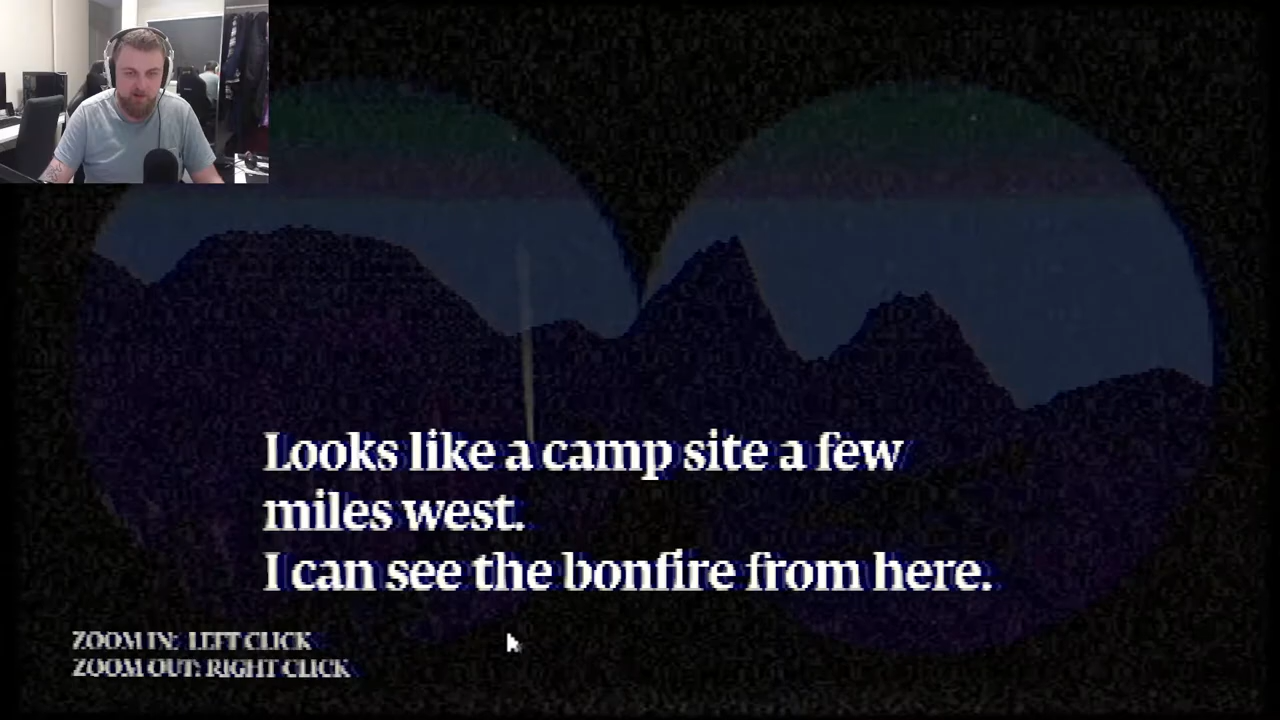 Looks like a camp site a few
miles west.
I can see the bonfire from here.
ZOOM IN: LEFT CLICK
ZOOM OUT: RIGHT CLICK